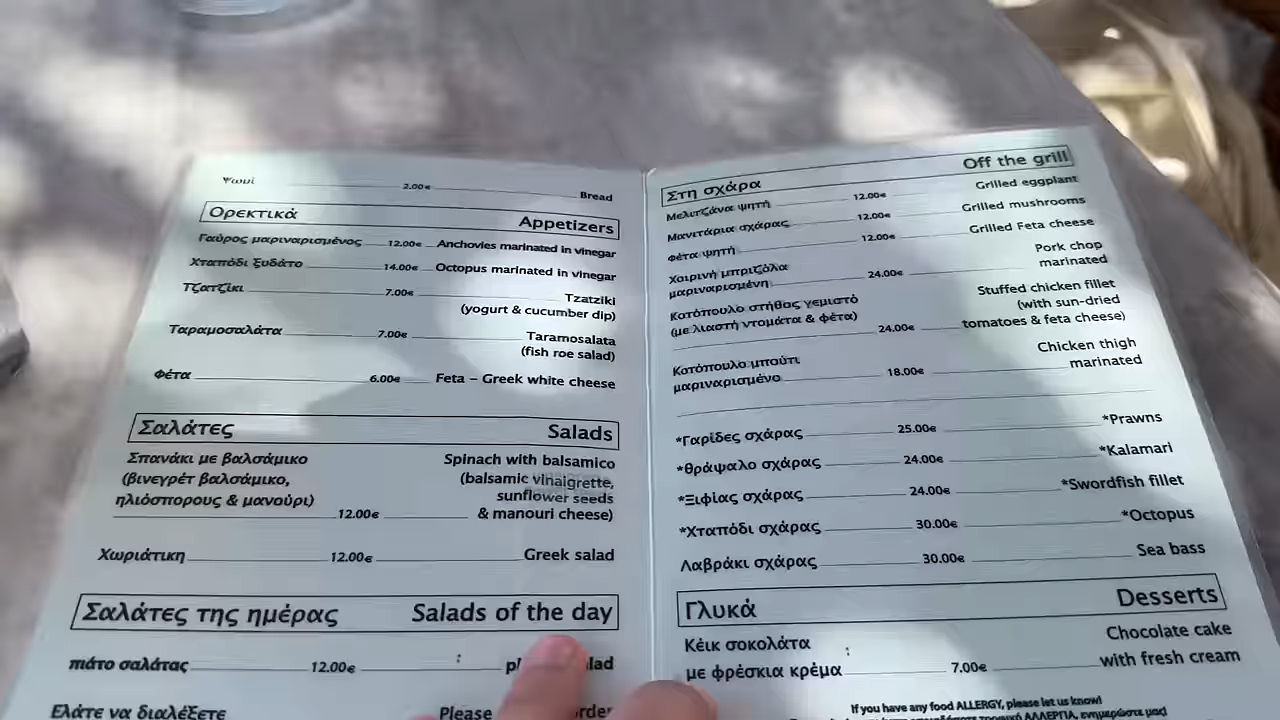 Ψωμί 2.00€ Bread
Ορεκτικά Appetizers
Γαύρος μαριναρισμένος 12.00€ Anchovies marinated in vinegar
Χταπόδι ξυδάτο 14.00€ Octopus marinated in vinegar
Τζατζίκι 7.00€ Tzatziki
(yogurt & cucumber dip)
Ταραμοσαλάτα 7.00€ Taramosalata
(fish roe salad)
Φέτα 6.00€ Feta – Greek white cheese
Σαλάτες Salads
Σπανάκι με βαλσάμικο Spinach with balsamico
(βινεγρέτ βαλσάμικο, (balsamic vinaigrette,
ηλιόσπορους & μανούρι) sunflower seeds
12.00€ & manouri cheese)
Χωριάτικη 12.00€ Greek salad
Σαλάτες της ημέρας Salads of the day
πιάτο σαλάτας 12.00€ :
Ελάτε να διαλέξετε Please
Στη σχάρα Off the grill
Μελιτζάνα ψητή 12.00€ Grilled eggplant
Μανιτάρια σχάρας 12.00€ Grilled mushrooms
φέτα ψητή 12.00€ Grilled Feta cheese
Χοιρινή μπριζόλα Pork chop
μαριναρισμένη 24.00€ marinated
Κοτόπουλο στήθος γεμιστό Stuffed chicken fillet
(με λιαστή ντομάτα & φέτα) (with sun-dried
24.00€ tomatoes & feta cheese)
Κοτόπουλο μπούτι Chicken thigh
μαριναρισμένο 18.00€ marinated
*Γαρίδες σχάρας 25.00€ *Prawns
*θράψαλο σχάρας 24.00€ *Kalamari
*Ξιφίας σχάρας 24.00€ *Swordfish fillet
*Χταπόδι σχάρας 30.00€ *Octopus
Λαβράκι σχάρας 30.00€ Sea bass
Γλυκά Desserts
Κέικ σοκολάτα : Chocolate cake
με φρέσκια κρέμα 7.00€ with fresh cream
If you have any food ALLERGY, please let us know!
τροφική ΑΛΛΕΡΓΙΑ, ενημερώστε μας!